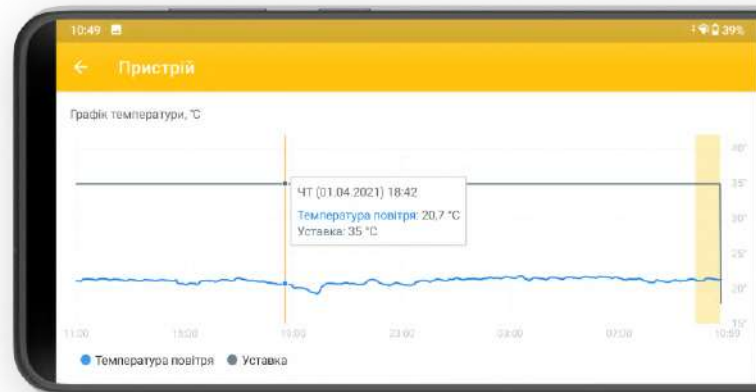 10:49 39%
Пристрій
Графік температури, °C
40°
35°
30°
25°
20°
15°
ЧТ (01.04.2021) 18:42
Температура повітря: 20,7 °C
Уставка: 35 °C
11:00 15:00 19:00 23:00 03:00 07:00 10:59
Температура повітря Уставка